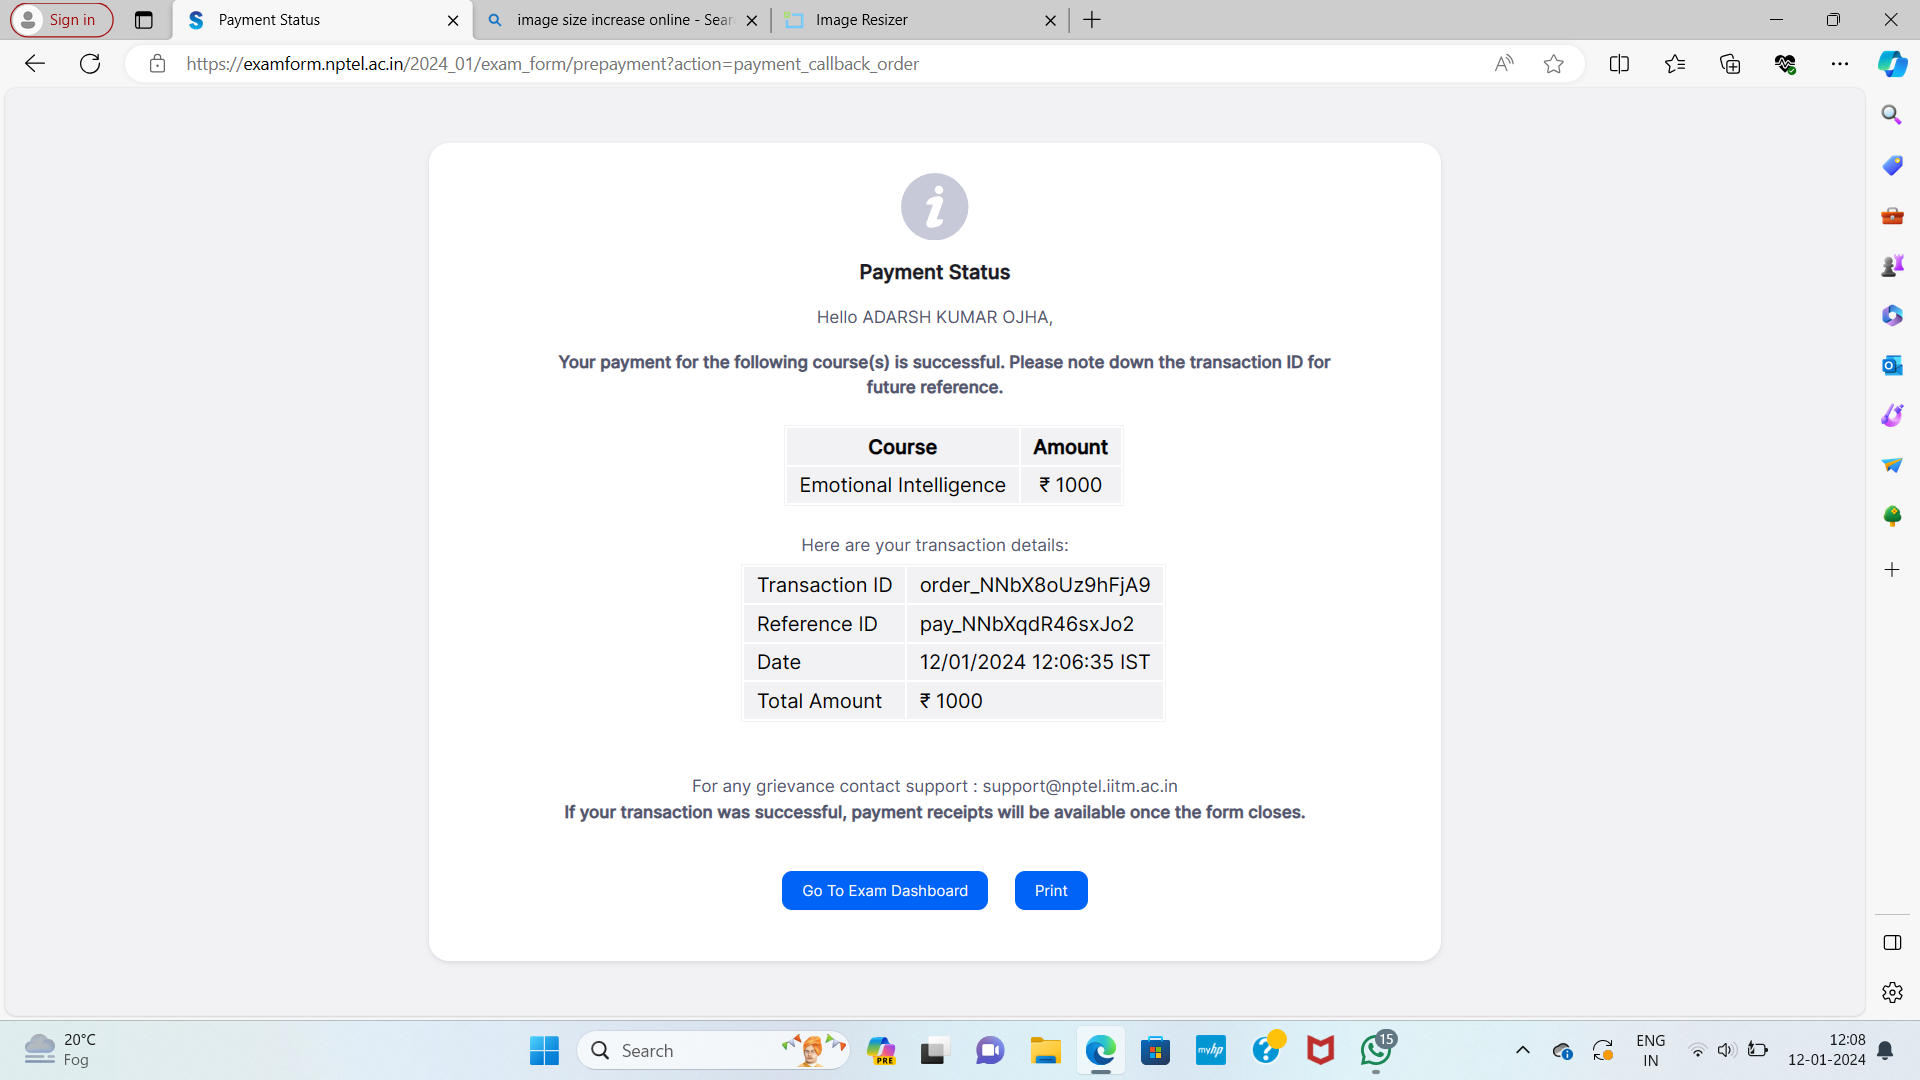 Sign in
Payment Status
image size increase online - Sear
Image Resizer
https://examform.nptel.ac.in/2024_01/exam_form/prepayment?action=payment_callback_order
Payment Status
Hello ADARSH KUMAR OJHA,
Your payment for the following course(s) is successful. Please note down the transaction ID for
future reference.
Course Amount
Emotional Intelligence ₹ 1000
Here are your transaction details:
Transaction ID order_NNbX8oUz9hFjA9
Reference ID pay_NNbXqdR46sxJo2
Date 12/01/2024 12:06:35 IST
Total Amount ₹ 1000
For any grievance contact support : support@nptel.iitm.ac.in
If your transaction was successful, payment receipts will be available once the form closes.
Go To Exam Dashboard Print
20°C
Fog
Search
PRE
myhp
15
ENG
IN
12:08
12-01-2024